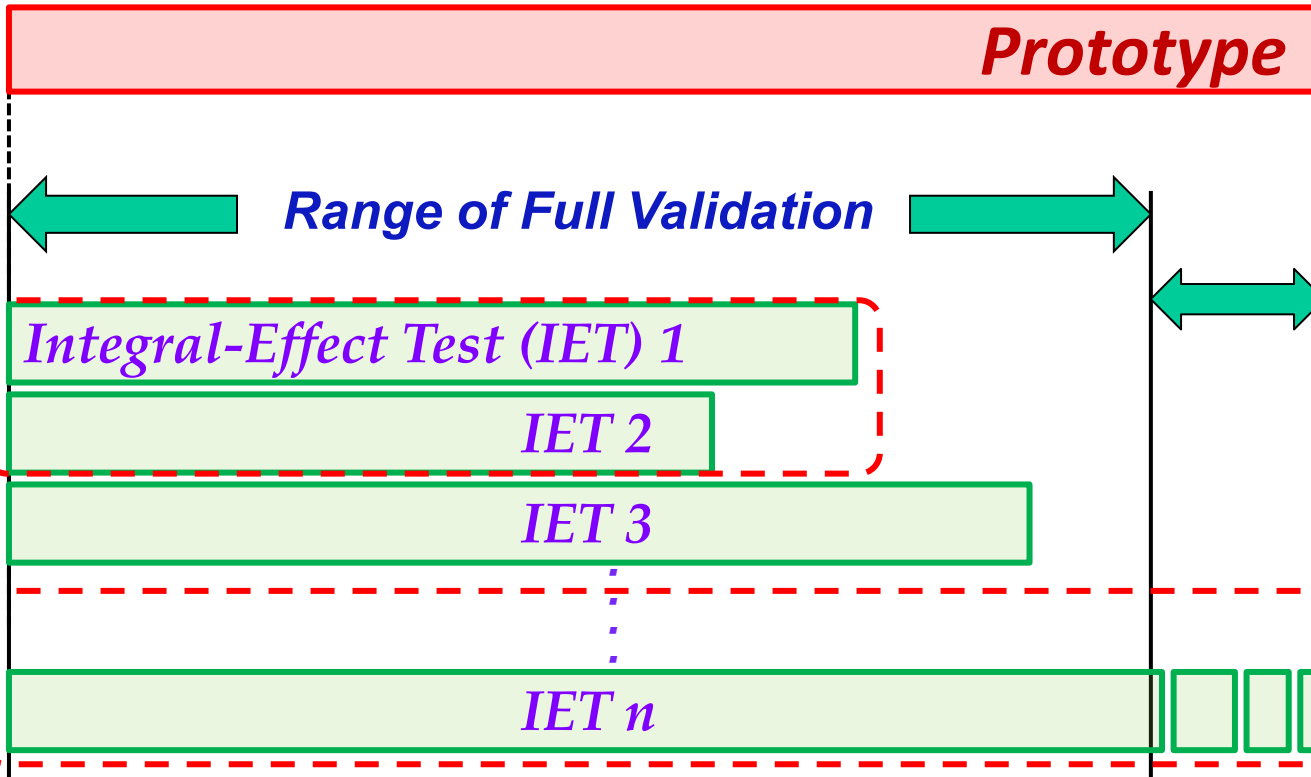 Prototype
Range of Full Validation
Integral-Effect Test (IET) 1
IET 2
IET 3
IET n